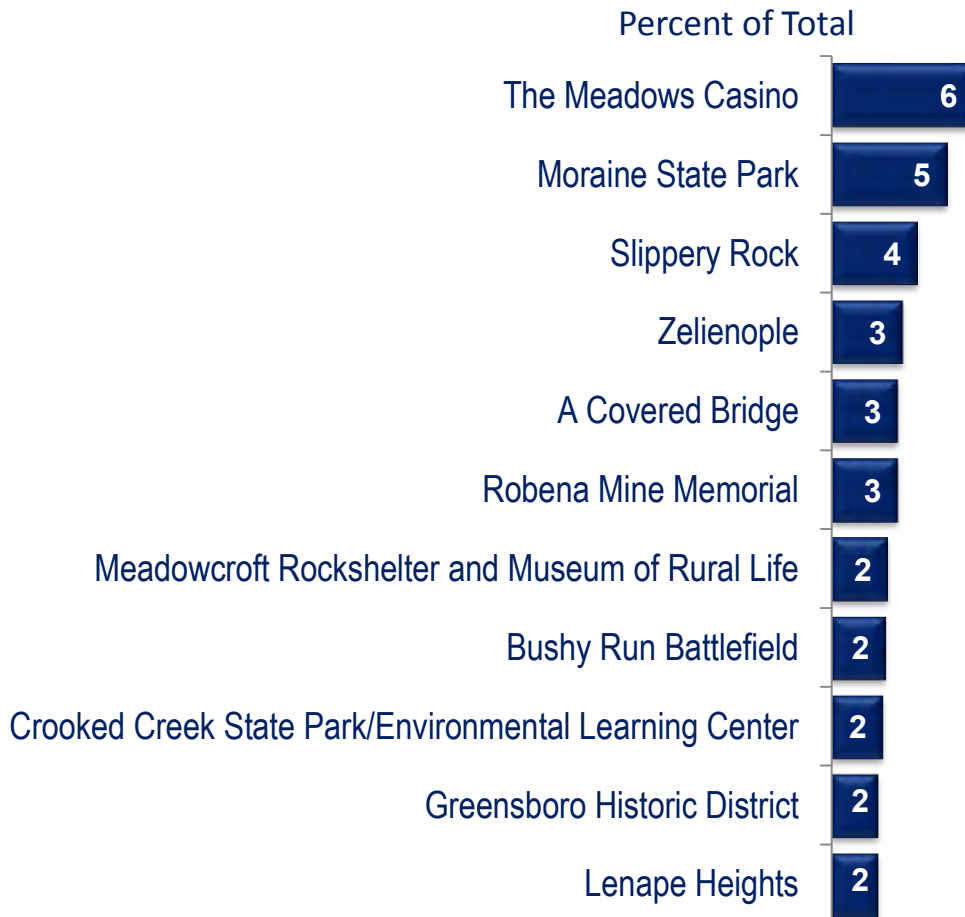 Percent of Total
The Meadows Casino 6
Moraine State Park 5
Slippery Rock 4
Zelienople 3
A Covered Bridge 3
Robena Mine Memorial 3
Meadowcroft Rockshelter and Museum of Rural Life 2
Bushy Run Battlefield 2
Crooked Creek State Park/Environmental Learning Center 2
Greensboro Historic District 2
Lenape Heights 2